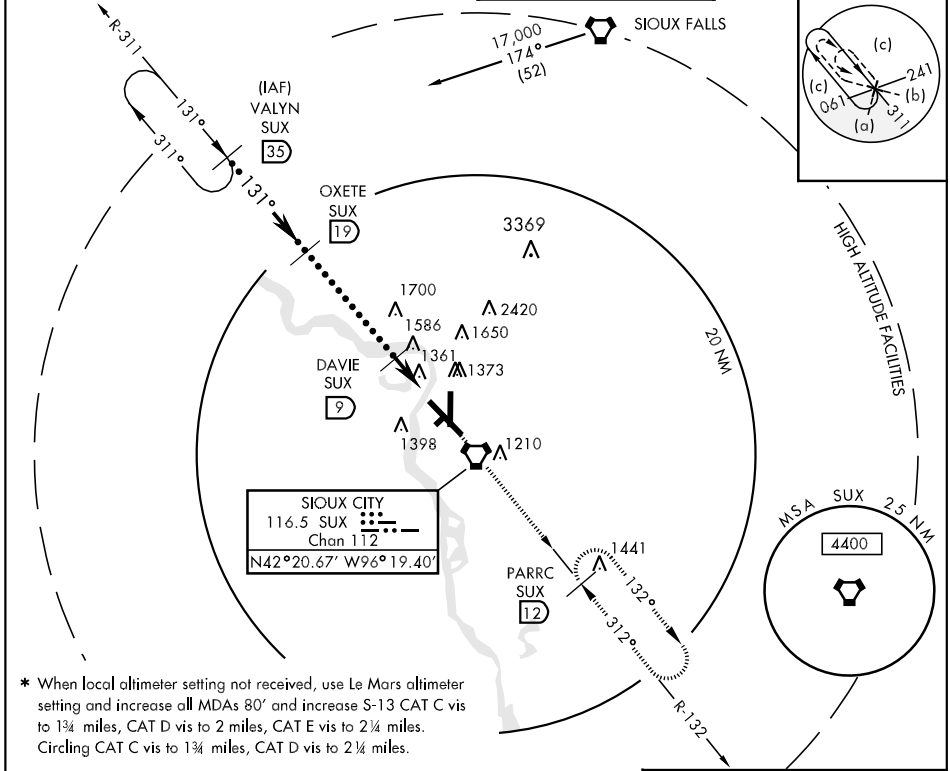 R-311
131°
311°
(IAF)
VALYN
SUX
35
131°
17,000
174°
(52)
SIOUX FALLS
(c)
(c)
241
061
(b)
(a)
311
OXETE
SUX
19
3369
1700
2420
1586
1650
1361
1373
DAVIE
SUX
9
1398
1210
20 NM
HIGH ALTITUDE FACILITIES
SIOUX CITY
116.5 SUX
Chan 112
N42°20.67' W96°19.40'
MSA SUX 25 NM
4400
PARRC
SUX
12
1441
132°
312°
R-132
* When local altimeter setting not received, use Le Mars altimeter
setting and increase all MDAs 80' and increase S-13 CAT C vis
to 1¾ miles, CAT D vis to 2 miles, CAT E vis to 2¼ miles.
Circling CAT C vis to 1¾ miles, CAT D vis to 2¼ miles.